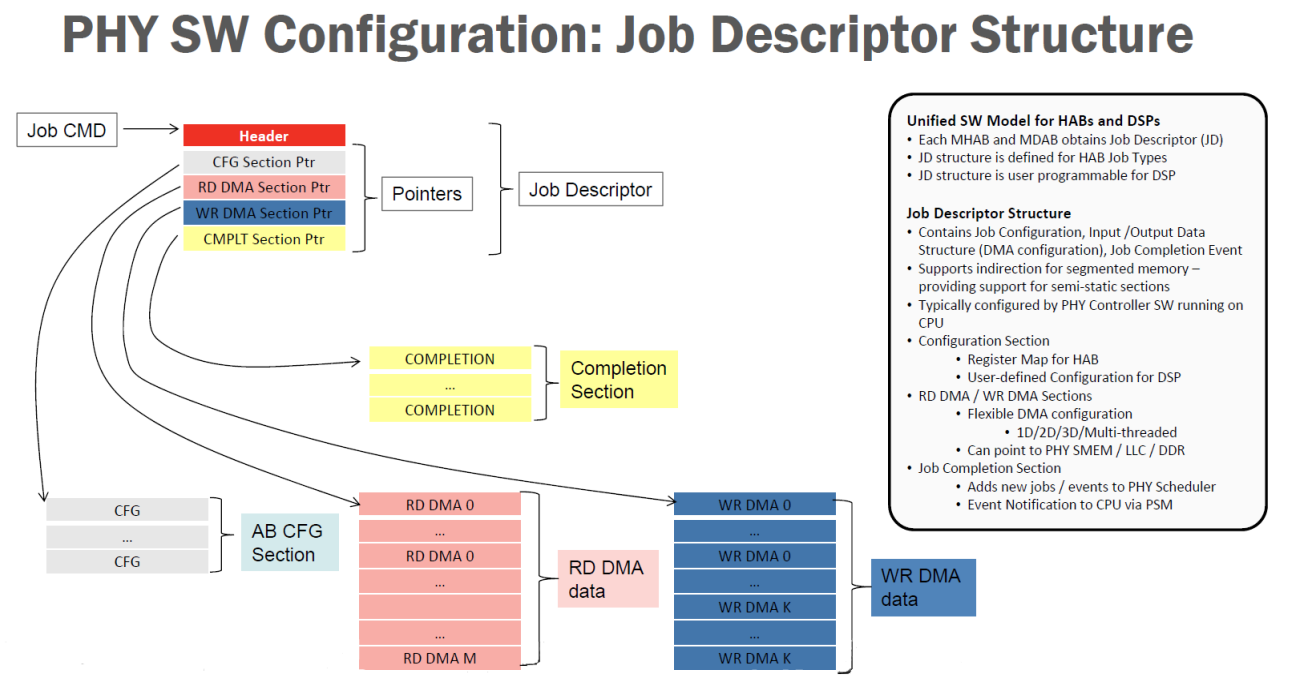 PHY SW Configuration: Job Descriptor Structure
Job CMD
Header
CFG Section Ptr
RD DMA Section Ptr
WR DMA Section Ptr
CMPLT Section Ptr
Pointers
Job Descriptor
COMPLETION
...
COMPLETION
Completion
Section
CFG
...
CFG
AB CFG
Section
RD DMA 0
...
RD DMA 0
...
...
RD DMA M
RD DMA
data
WR DMA 0
...
WR DMA 0
...
WR DMA K
...
WR DMA K
WR DMA
data
Unified SW Model for HABs and DSPs
• Each MHAB and MDAB obtains Job Descriptor (JD)
• JD structure is defined for HAB Job Types
• JD structure is user programmable for DSP
Job Descriptor Structure
• Contains Job Configuration, Input /Output Data
Structure (DMA configuration), Job Completion Event
• Supports indirection for segmented memory –
providing support for semi-static sections
• Typically configured by PHY Controller SW running on
CPU
• Configuration Section
• Register Map for HAB
• User-defined Configuration for DSP
• RD DMA / WR DMA Sections
• Flexible DMA configuration
• 1D/2D/3D/Multi-threaded
• Can point to PHY SMEM / LLC / DDR
• Job Completion Section
• Adds new jobs / events to PHY Scheduler
• Event Notification to CPU via PSM